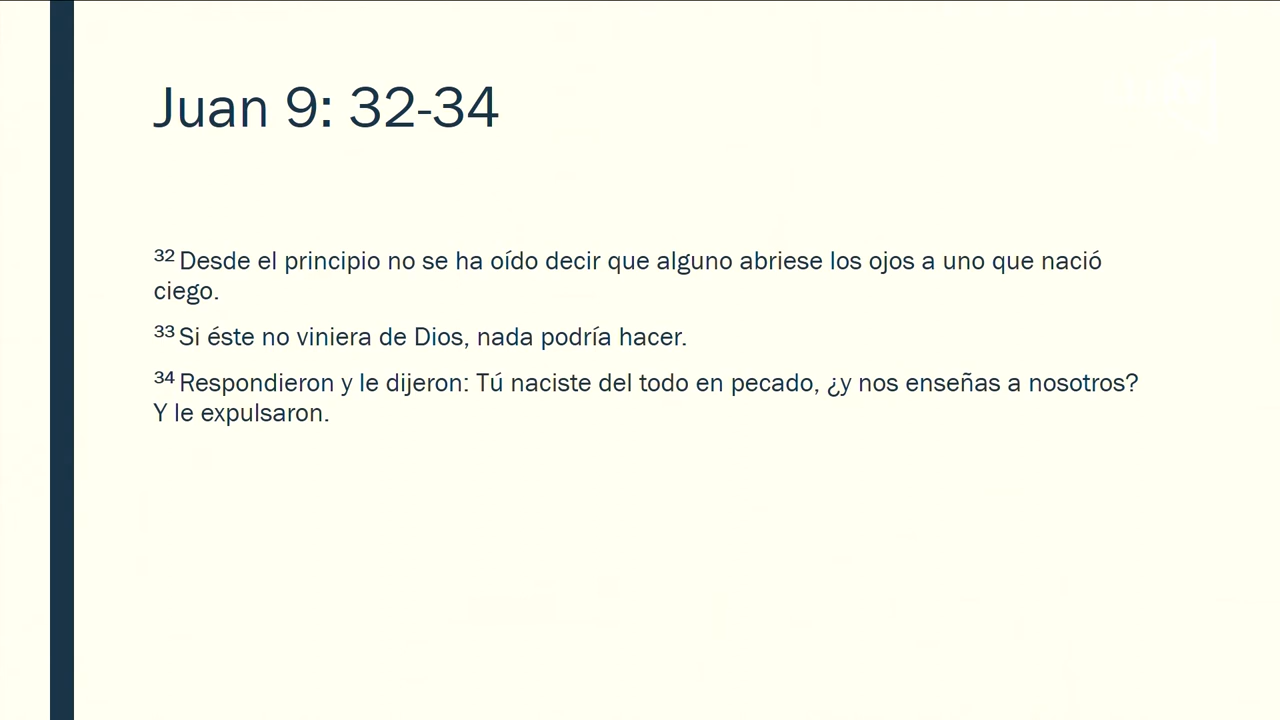 Juan 9: 32-34
³² Desde el principio no se ha oído decir que alguno abriese los ojos a uno que nació
ciego.
³³ Si éste no viniera de Dios, nada podría hacer.
³⁴ Respondieron y le dijeron: Tú naciste del todo en pecado, ¿y nos enseñas a nosotros?
Y le expulsaron.